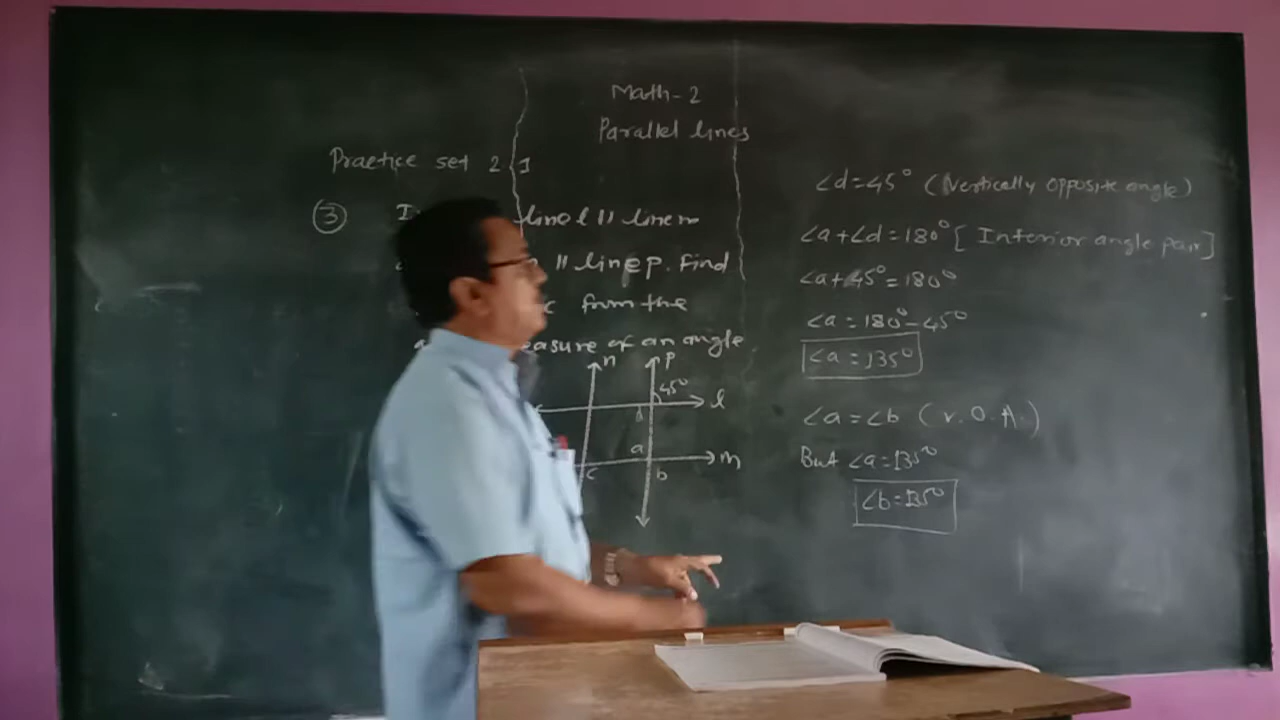 Math-2
Parallel lines
Practice set 2.1
③ line l || line m
|| line p. Find
c from the
measure of an angle
n p
45° l
d
a m
c b
∠d=45° (Vertically opposite angle)
∠a+∠d=180° [Interior angle pair]
∠a+45°=180°
∠a=180°-45°
∠a=135°
∠a=∠b (V.O.A.)
But ∠a=135°
∠b=135°